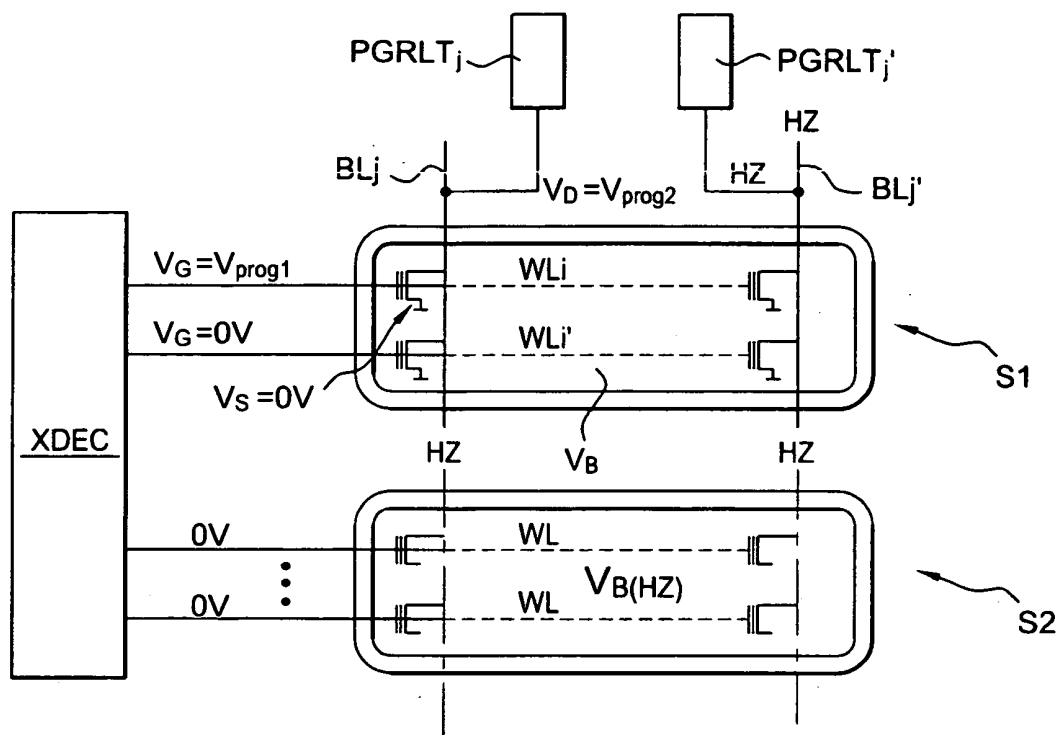 PGRLTj
PGRLTj'
HZ
BLj
HZ
BLj'
VD=Vprog2
VG=Vprog1
WLi
VG=0V
WLi'
S1
VS=0V
XDEC
HZ
VB
HZ
0V
WL
VB(HZ)
0V
WL
S2